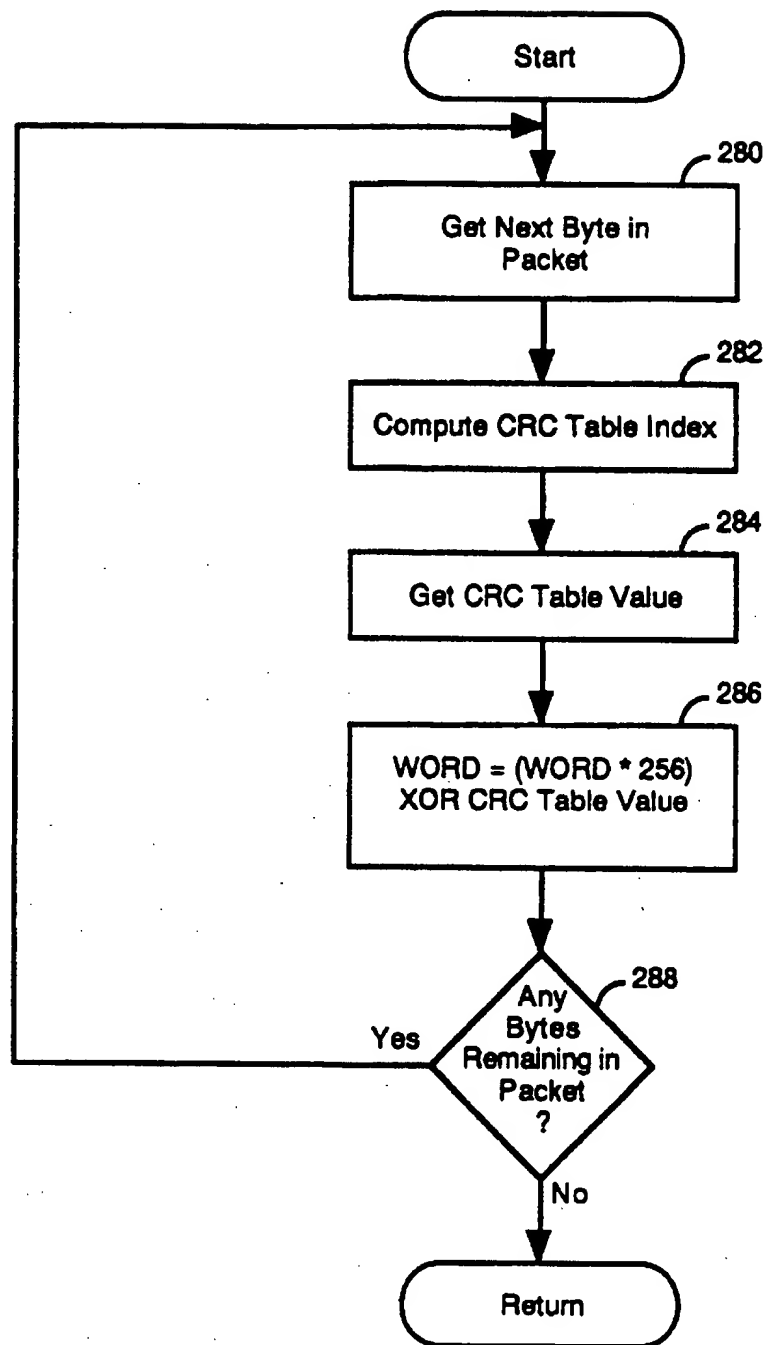 Start
280
Get Next Byte in
Packet
282
Compute CRC Table Index
284
Get CRC Table Value
286
WORD = (WORD * 256)
XOR CRC Table Value
288
Any
Bytes
Remaining in
Packet
?
Yes
No
Return